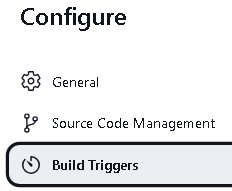 Configure
General
Source Code Management
Build Triggers